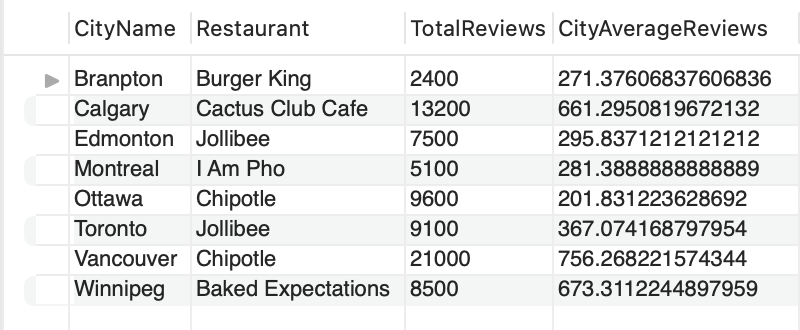 CityName Restaurant TotalReviews CityAverageReviews
Branpton Burger King 2400 271.37606837606836
Calgary Cactus Club Cafe 13200 661.2950819672132
Edmonton Jollibee 7500 295.8371212121212
Montreal I Am Pho 5100 281.3888888888889
Ottawa Chipotle 9600 201.831223628692
Toronto Jollibee 9100 367.074168797954
Vancouver Chipotle 21000 756.268221574344
Winnipeg Baked Expectations 8500 673.3112244897959